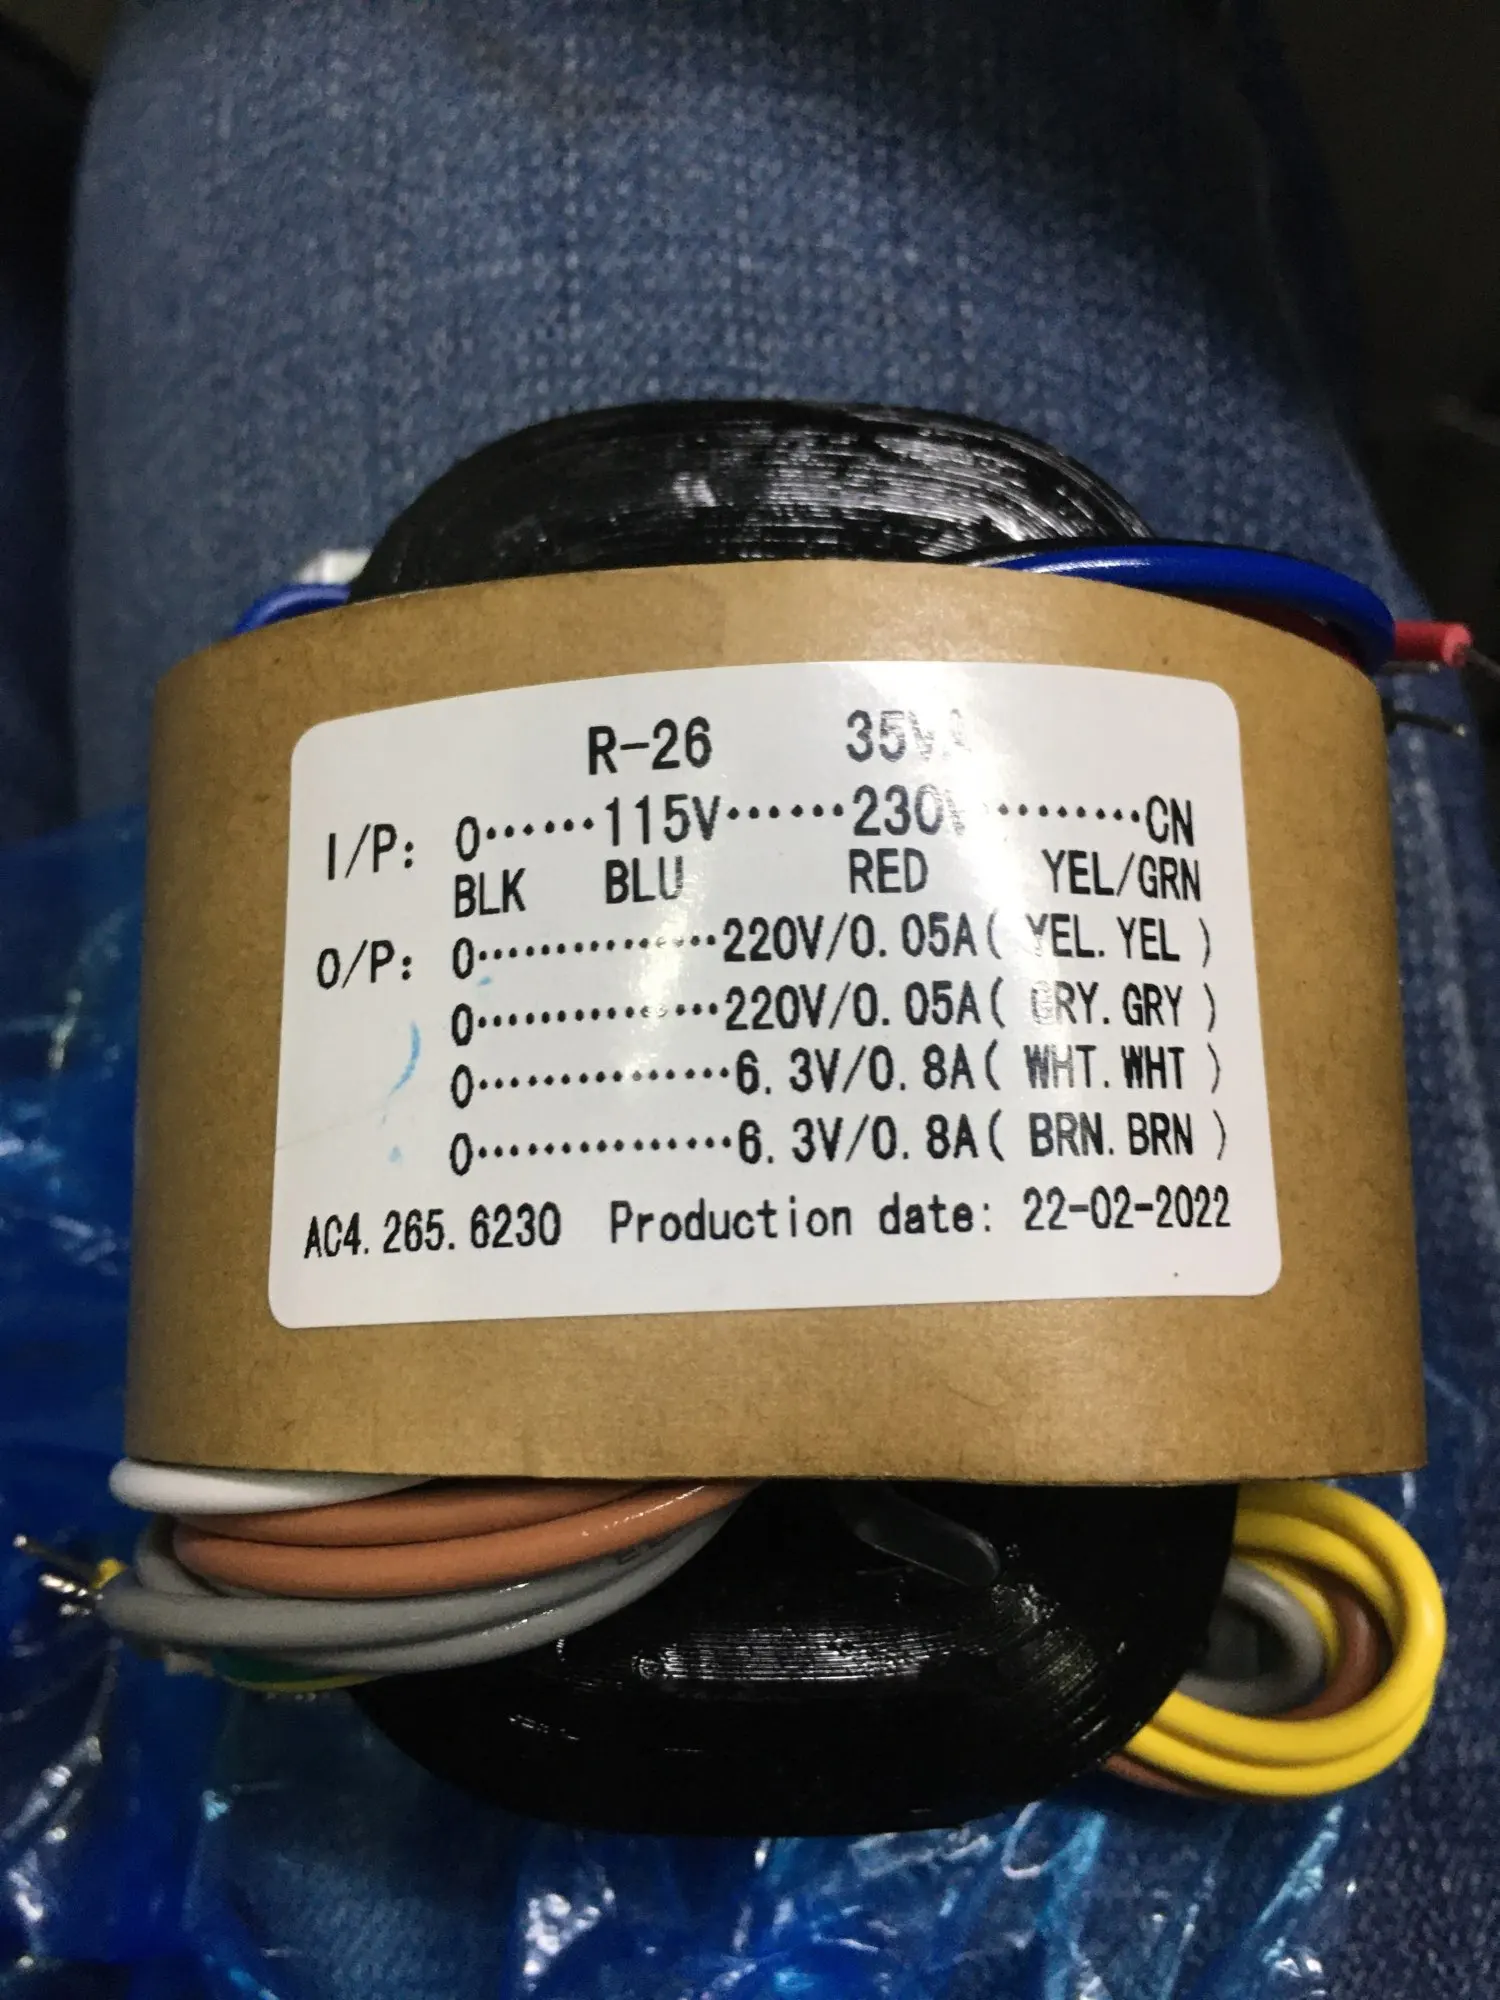 R-26 35VA
I/P: 0······115V······230V·········CN
BLK BLU RED YEL/GRN
O/P: 0···············220V/0.05A( YEL.YEL )
0···············220V/0.05A( GRY.GRY )
0················6.3V/0.8A( WHT.WHT )
0················6.3V/0.8A( BRN.BRN )
AC4.265.6230 Production date: 22-02-2022